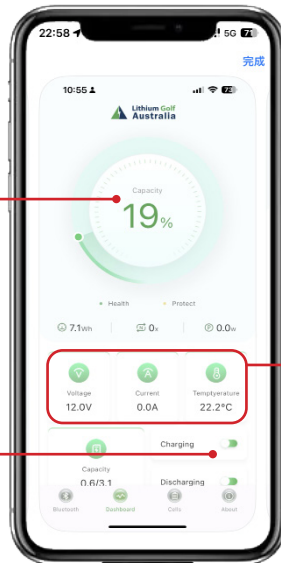 22:58 5G 71
完成
10:55 73
Lithium Golf
Australia
Capacity
19%
Health Protect
7.1Wh 0x 0.0w
Voltage Current Temptyerature
12.0V 0.0A 22.2°C
Charging
Capacity
0.6/3.1
Discharging
Bluetooth Dashboard Cells About